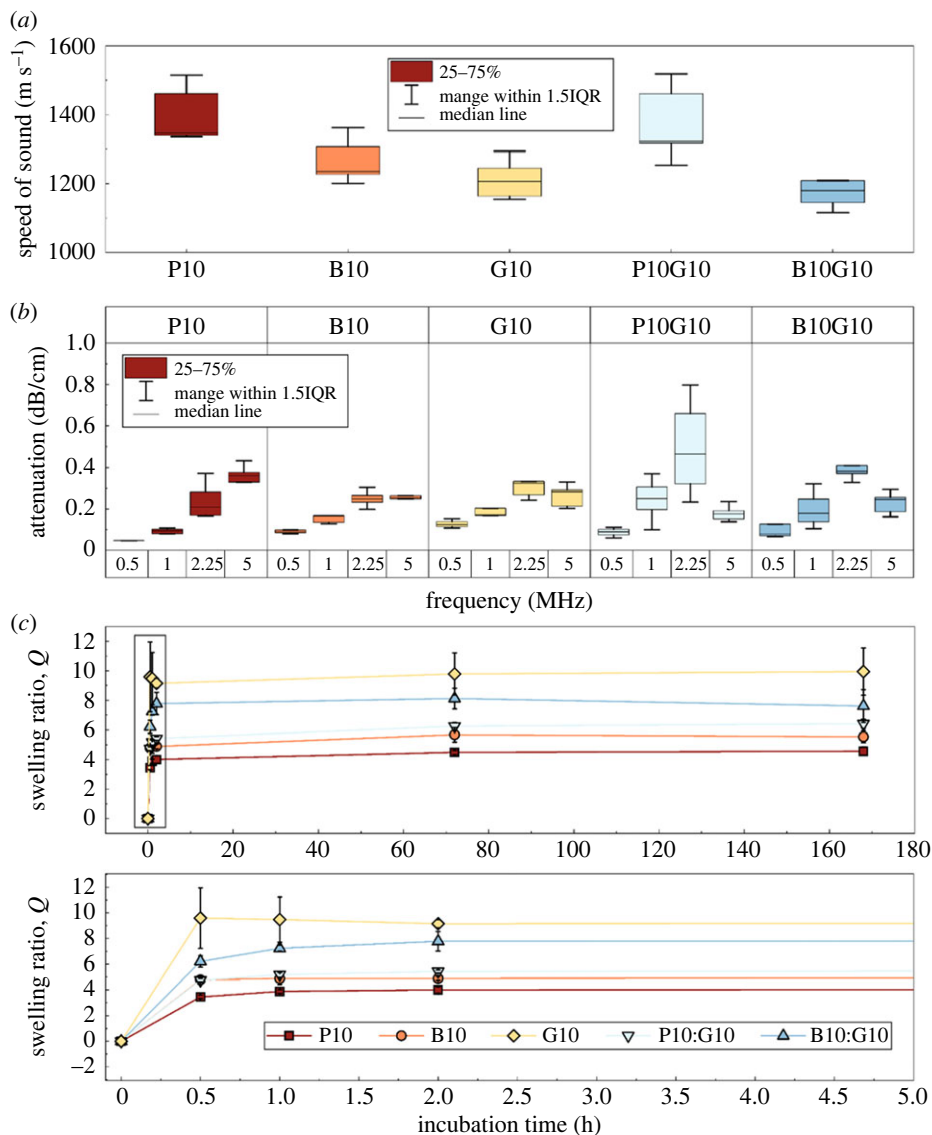 (a)
speed of sound (m s⁻¹)
1600
1400
1200
1000
25–75%
mange within 1.5IQR
median line
P10 B10 G10 P10G10 B10G10
(b)
P10 B10 G10 P10G10 B10G10
attenuation (dB/cm)
1.0
0.8
0.6
0.4
0.2
0
25–75%
mange within 1.5IQR
median line
0.5 1 2.25 5 0.5 1 2.25 5 0.5 1 2.25 5 0.5 1 2.25 5 0.5 1 2.25 5
frequency (MHz)
(c)
swelling ratio, Q
12
10
8
6
4
2
0
0 20 40 60 80 100 120 140 160 180
swelling ratio, Q
12
10
8
6
4
2
0
–2
P10 B10 G10 P10:G10 B10:G10
0 0.5 1.0 1.5 2.0 2.5 3.0 3.5 4.0 4.5 5.0
incubation time (h)